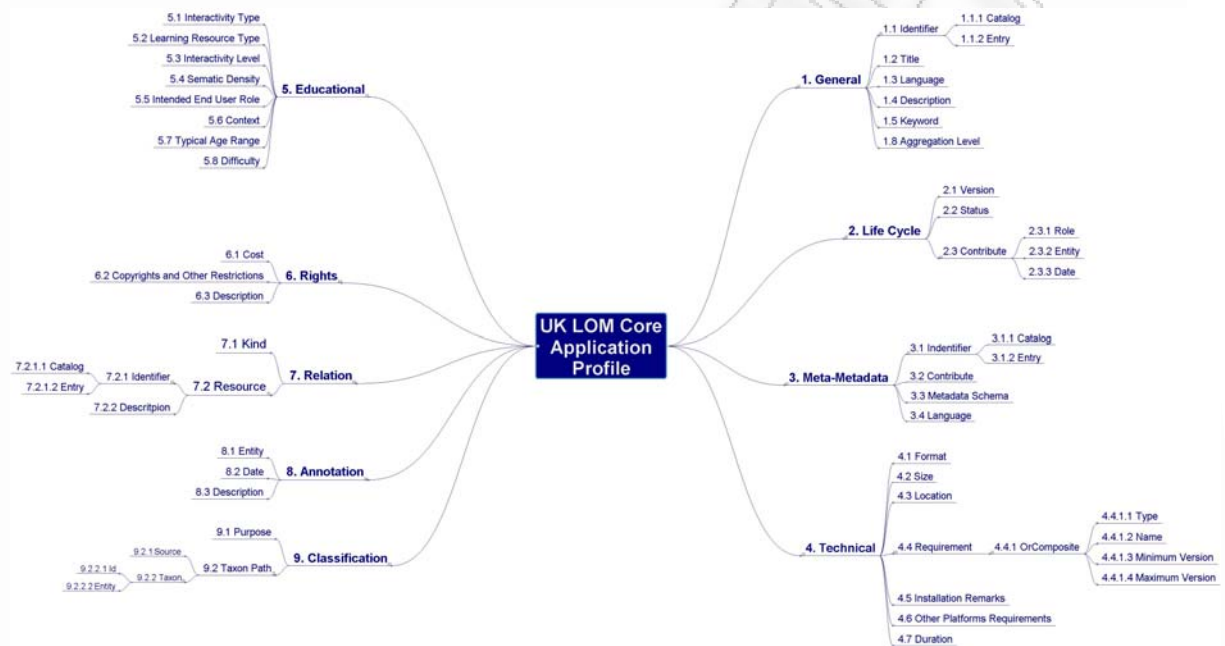 UK LOM Core
Application
Profile
1. General
1.1 Identifier
1.1.1 Catalog
1.1.2 Entry
1.2 Title
1.3 Language
1.4 Description
1.5 Keyword
1.8 Aggregation Level
2. Life Cycle
2.1 Version
2.2 Status
2.3 Contribute
2.3.1 Role
2.3.2 Entity
2.3.3 Date
3. Meta-Metadata
3.1 Indentifier
3.1.1 Catalog
3.1.2 Entry
3.2 Contribute
3.3 Metadata Schema
3.4 Language
4. Technical
4.1 Format
4.2 Size
4.3 Location
4.4 Requirement
4.4.1 OrComposite
4.4.1.1 Type
4.4.1.2 Name
4.4.1.3 Minimum Version
4.4.1.4 Maximum Version
4.5 Installation Remarks
4.6 Other Platforms Requirements
4.7 Duration
5. Educational
5.1 Interactivity Type
5.2 Learning Resource Type
5.3 Interactivity Level
5.4 Sematic Density
5.5 Intended End User Role
5.6 Context
5.7 Typical Age Range
5.8 Difficulty
6. Rights
6.1 Cost
6.2 Copyrights and Other Restrictions
6.3 Description
7. Relation
7.1 Kind
7.2 Resource
7.2.1 Identifier
7.2.1.1 Catalog
7.2.1.2 Entry
7.2.2 Descritpion
8. Annotation
8.1 Entity
8.2 Date
8.3 Description
9. Classification
9.1 Purpose
9.2 Taxon Path
9.2.1 Source
9.2.2 Taxon
9.2.2.1 Id
9.2.2.2 Entity